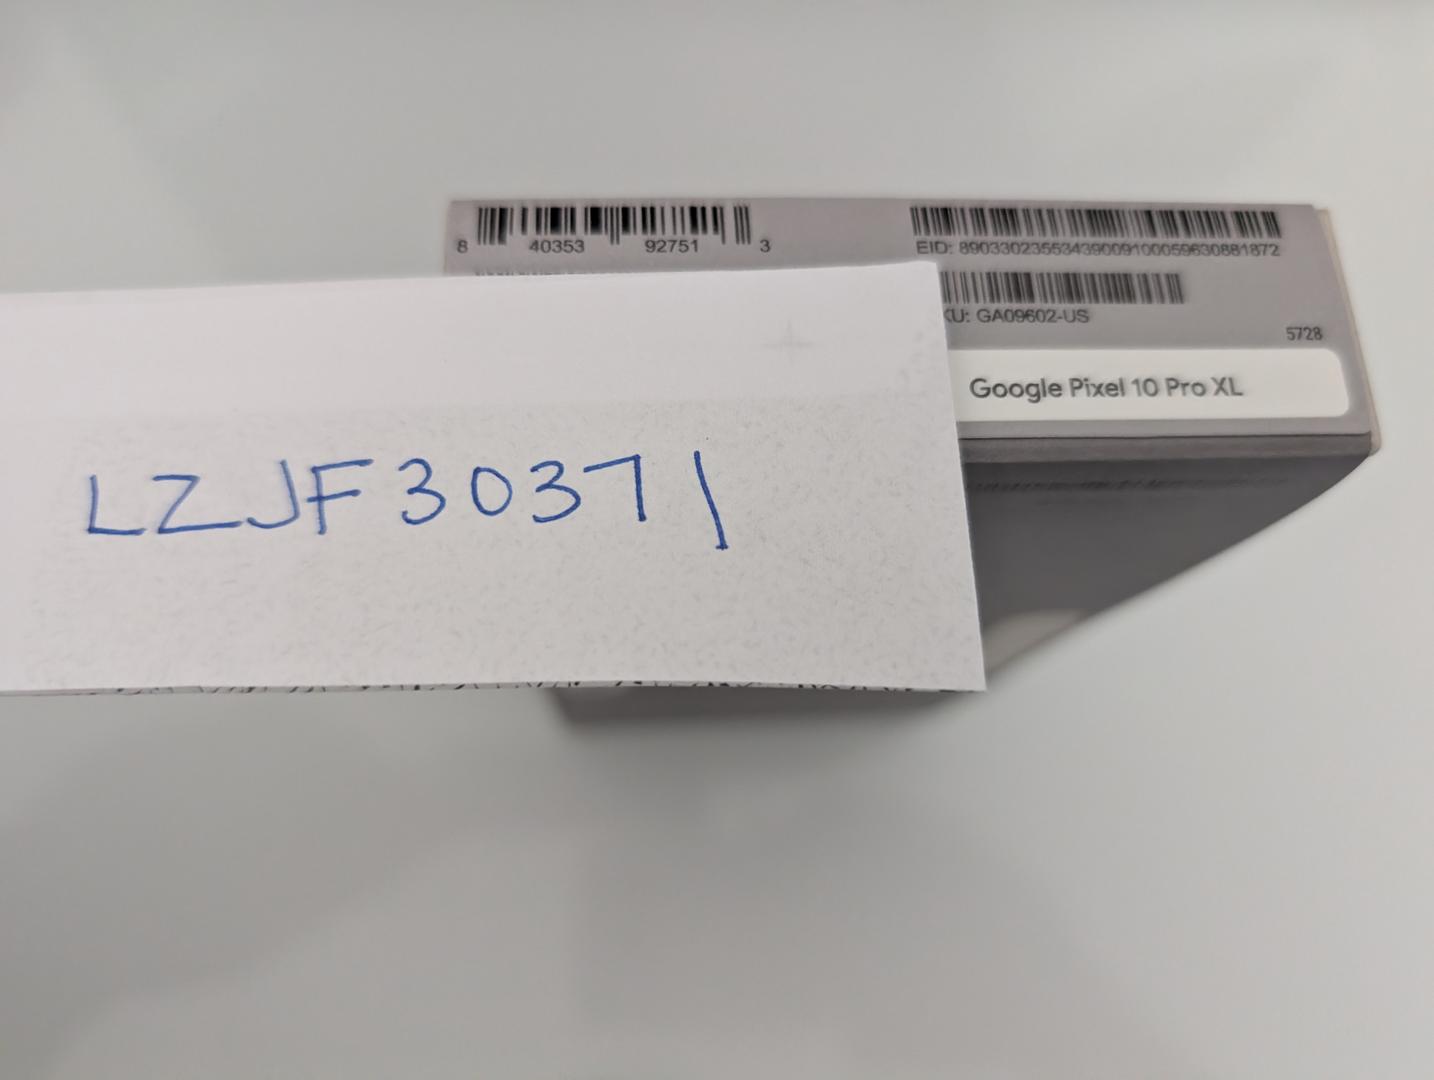 8 40353 92751 3
EID: 89033023553439009100059630881872
KU: GA09602-US
5728
Google Pixel 10 Pro XL
LZJF30371